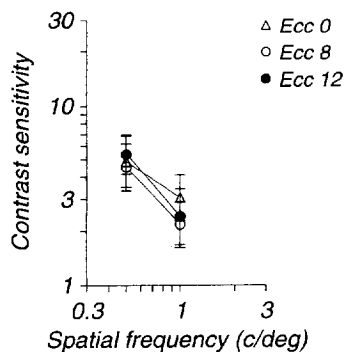 30
10
3
1
Contrast sensitivity
Ecc 0
Ecc 8
Ecc 12
0.3 1 3
Spatial frequency (c/deg)